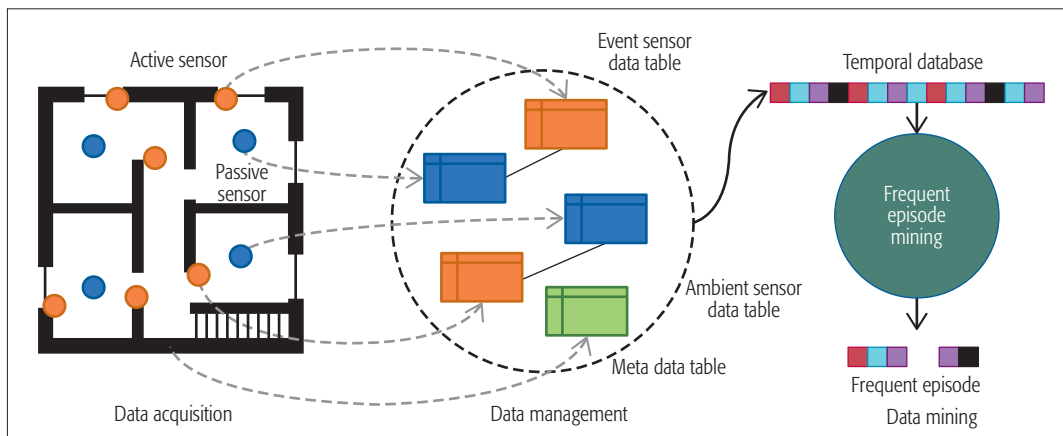 Active sensor
Passive sensor
Data acquisition
Event sensor
data table
Ambient sensor
data table
Meta data table
Data management
Temporal database
Frequent
episode
mining
Frequent episode
Data mining